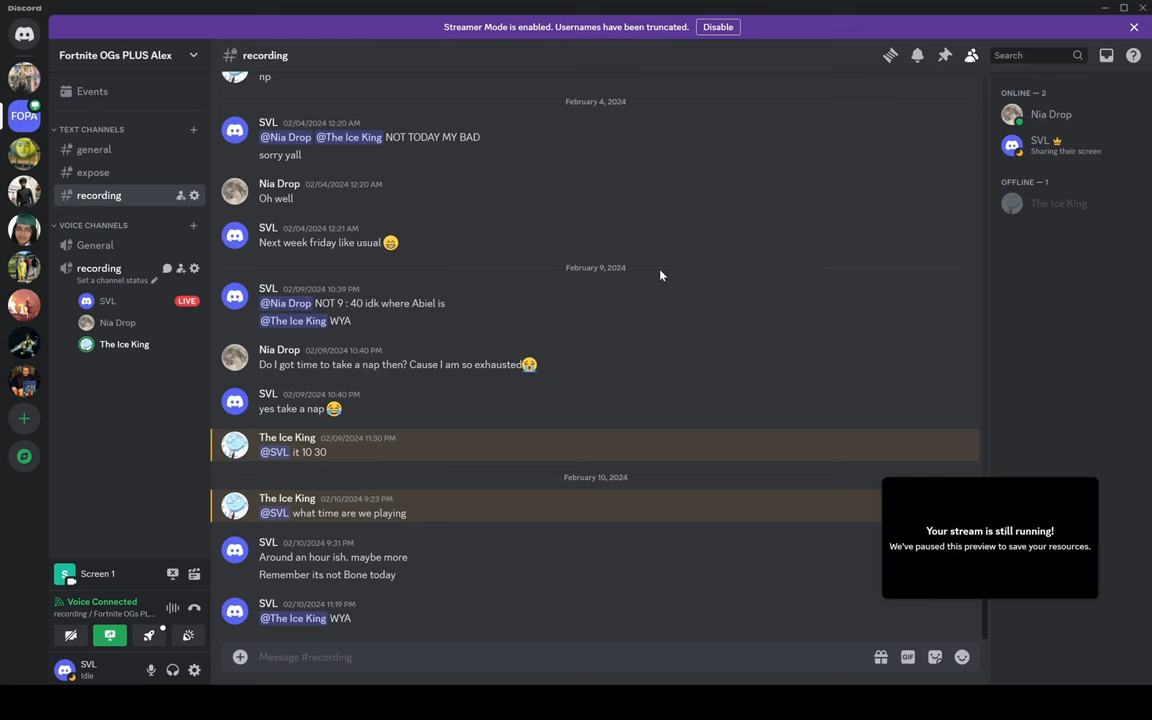 Discord
Streamer Mode is enabled. Usernames have been truncated. Disable
Fortnite OGs PLUS Alex
recording
Search
Events
TEXT CHANNELS
general
expose
recording
VOICE CHANNELS
General
recording
Set a channel status
SVL LIVE
Nia Drop
The Ice King
FOPA
np
February 4, 2024
SVL 02/04/2024 12:20 AM
@Nia Drop @The Ice King NOT TODAY MY BAD
sorry yall
Nia Drop 02/04/2024 12:20 AM
Oh well
SVL 02/04/2024 12:21 AM
Next week friday like usual 😁
February 9, 2024
SVL 02/09/2024 10:39 PM
@Nia Drop NOT 9 : 40 idk where Abiel is
@The Ice King WYA
Nia Drop 02/09/2024 10:40 PM
Do I got time to take a nap then? Cause I am so exhausted😭
SVL 02/09/2024 10:40 PM
yes take a nap 😂
The Ice King 02/09/2024 11:30 PM
@SVL it 10 30
February 10, 2024
The Ice King 02/10/2024 9:23 PM
@SVL what time are we playing
SVL 02/10/2024 9:31 PM
Around an hour ish. maybe more
Remember its not Bone today
SVL 02/10/2024 11:19 PM
@The Ice King WYA
Message #recording
GIF
ONLINE — 2
Nia Drop
SVL
Sharing their screen
OFFLINE — 1
The Ice King
Your stream is still running!
We've paused this preview to save your resources.
S Screen 1
Voice Connected
recording / Fortnite OGs PL...
SVL
Idle